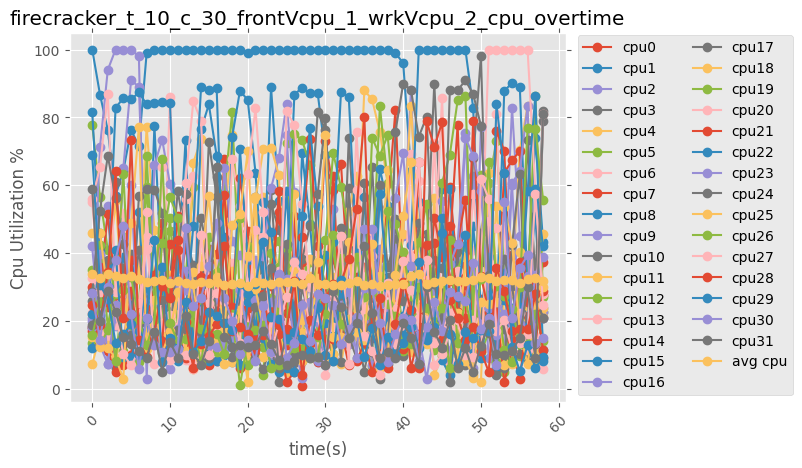 firecracker_t_10_c_30_frontVcpu_1_wrkVcpu_2_cpu_overtime
Cpu Utilization %
100
80
60
40
20
0
0
10
20
30
40
50
60
time(s)
cpu0
cpu1
cpu2
cpu3
cpu4
cpu5
cpu6
cpu7
cpu8
cpu9
cpu10
cpu11
cpu12
cpu13
cpu14
cpu15
cpu16
cpu17
cpu18
cpu19
cpu20
cpu21
cpu22
cpu23
cpu24
cpu25
cpu26
cpu27
cpu28
cpu29
cpu30
cpu31
avg cpu